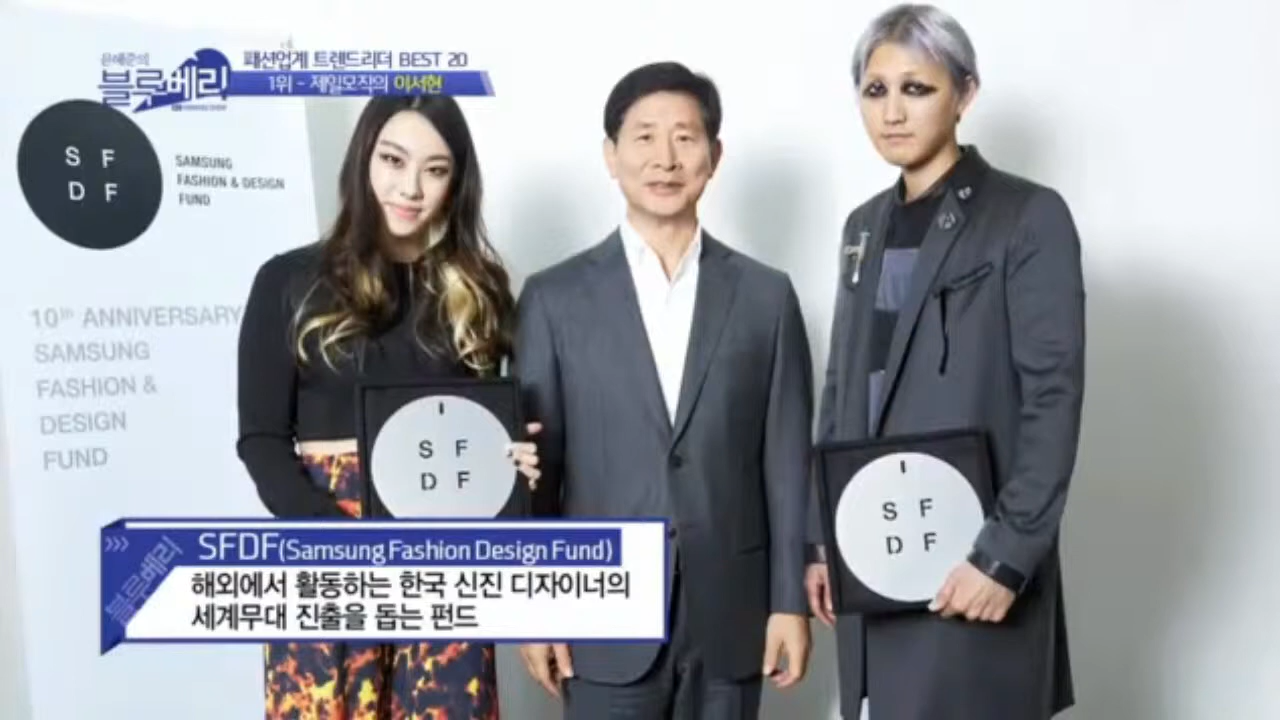 은혜준의
블루베리!
패션업계 트렌드리더 BEST 20
1위 - 제일모직의 이서현
S F
D F
SAMSUNG
FASHION & DESIGN
FUND
10th ANNIVERSARY
SAMSUNG
FASHION &
DESIGN
FUND
I
S F
D F
I
S F
D F
블루베리
SFDF(Samsung Fashion Design Fund)
해외에서 활동하는 한국 신진 디자이너의
세계무대 진출을 돕는 펀드